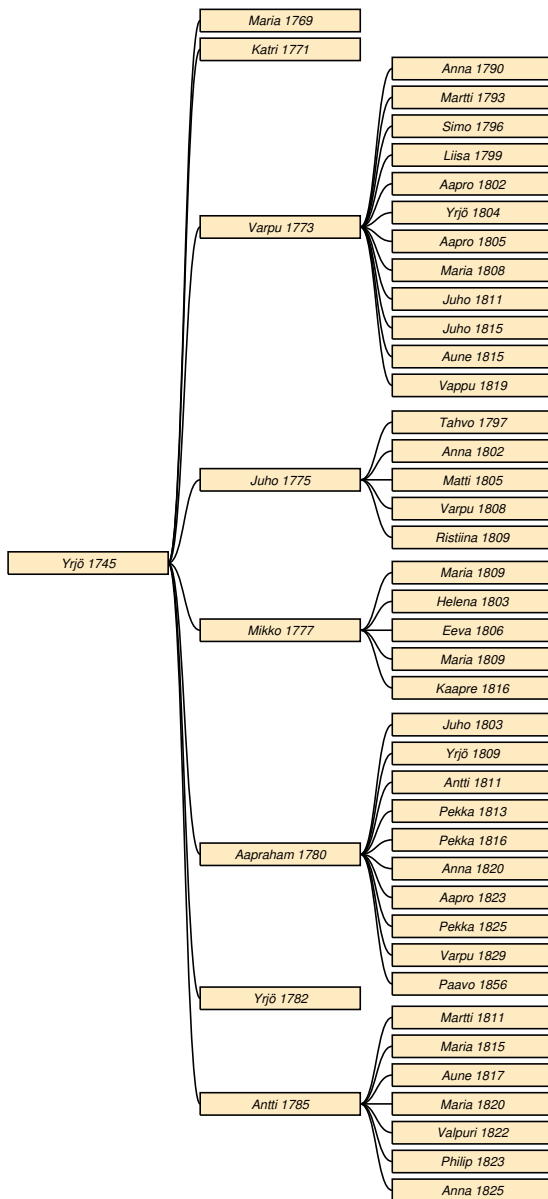 Maria 1769
Katri 1771
Anna 1790
Martti 1793
Simo 1796
Liisa 1799
Aapro 1802
Yrjö 1804
Varpu 1773
Aapro 1805
Maria 1808
Juho 1811
Juho 1815
Aune 1815
Vappu 1819
Tahvo 1797
Anna 1802
Juho 1775
Matti 1805
Varpu 1808
Ristiina 1809
Yrjö 1745
Maria 1809
Helena 1803
Mikko 1777
Eeva 1806
Maria 1809
Kaapre 1816
Juho 1803
Yrjö 1809
Antti 1811
Pekka 1813
Pekka 1816
Aapraham 1780
Anna 1820
Aapro 1823
Pekka 1825
Varpu 1829
Paavo 1856
Yrjö 1782
Martti 1811
Maria 1815
Aune 1817
Antti 1785
Maria 1820
Valpuri 1822
Philip 1823
Anna 1825